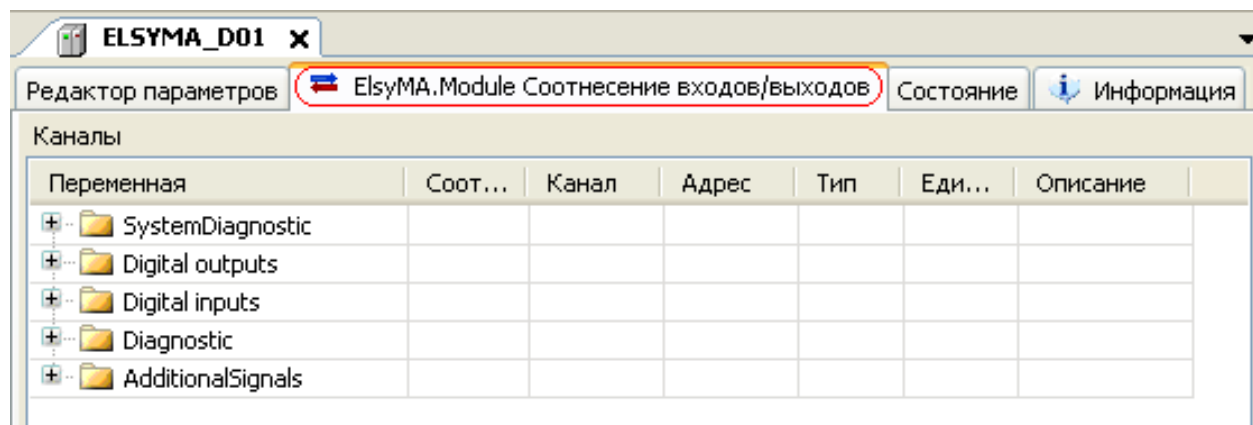 ELSYMA_D01 x
Редактор параметров ElsyMA.Module Соотнесение входов/выходов Состояние Информация
Каналы
Переменная Соот... Канал Адрес Тип Еди... Описание
SystemDiagnostic
Digital outputs
Digital inputs
Diagnostic
AdditionalSignals